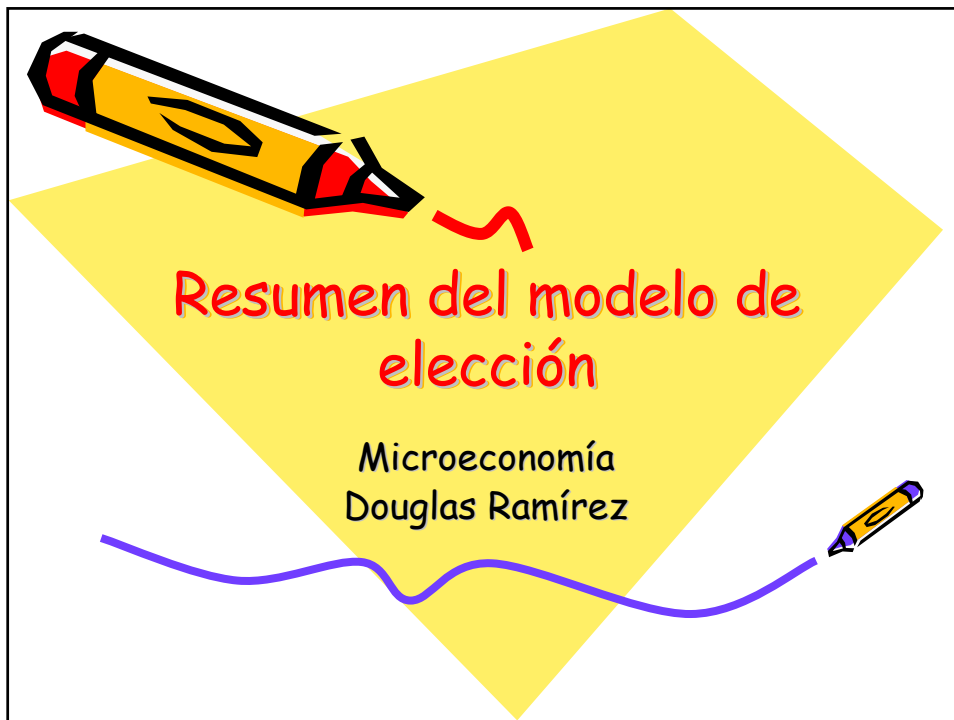 Resumen del modelo de
elección
Microeconomía
Douglas Ramírez